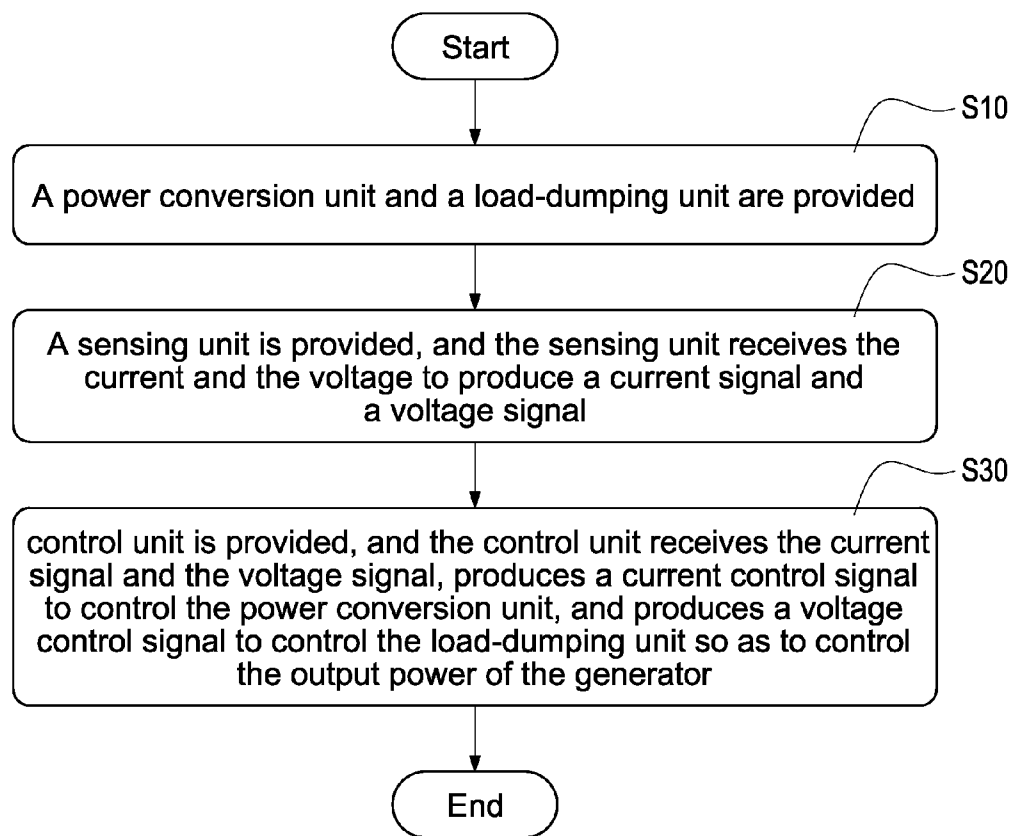 Start
S10
A power conversion unit and a load-dumping unit are provided
S20
A sensing unit is provided, and the sensing unit receives the
current and the voltage to produce a current signal and
a voltage signal
S30
control unit is provided, and the control unit receives the current
signal and the voltage signal, produces a current control signal
to control the power conversion unit, and produces a voltage
control signal to control the load-dumping unit so as to control
the output power of the generator
End